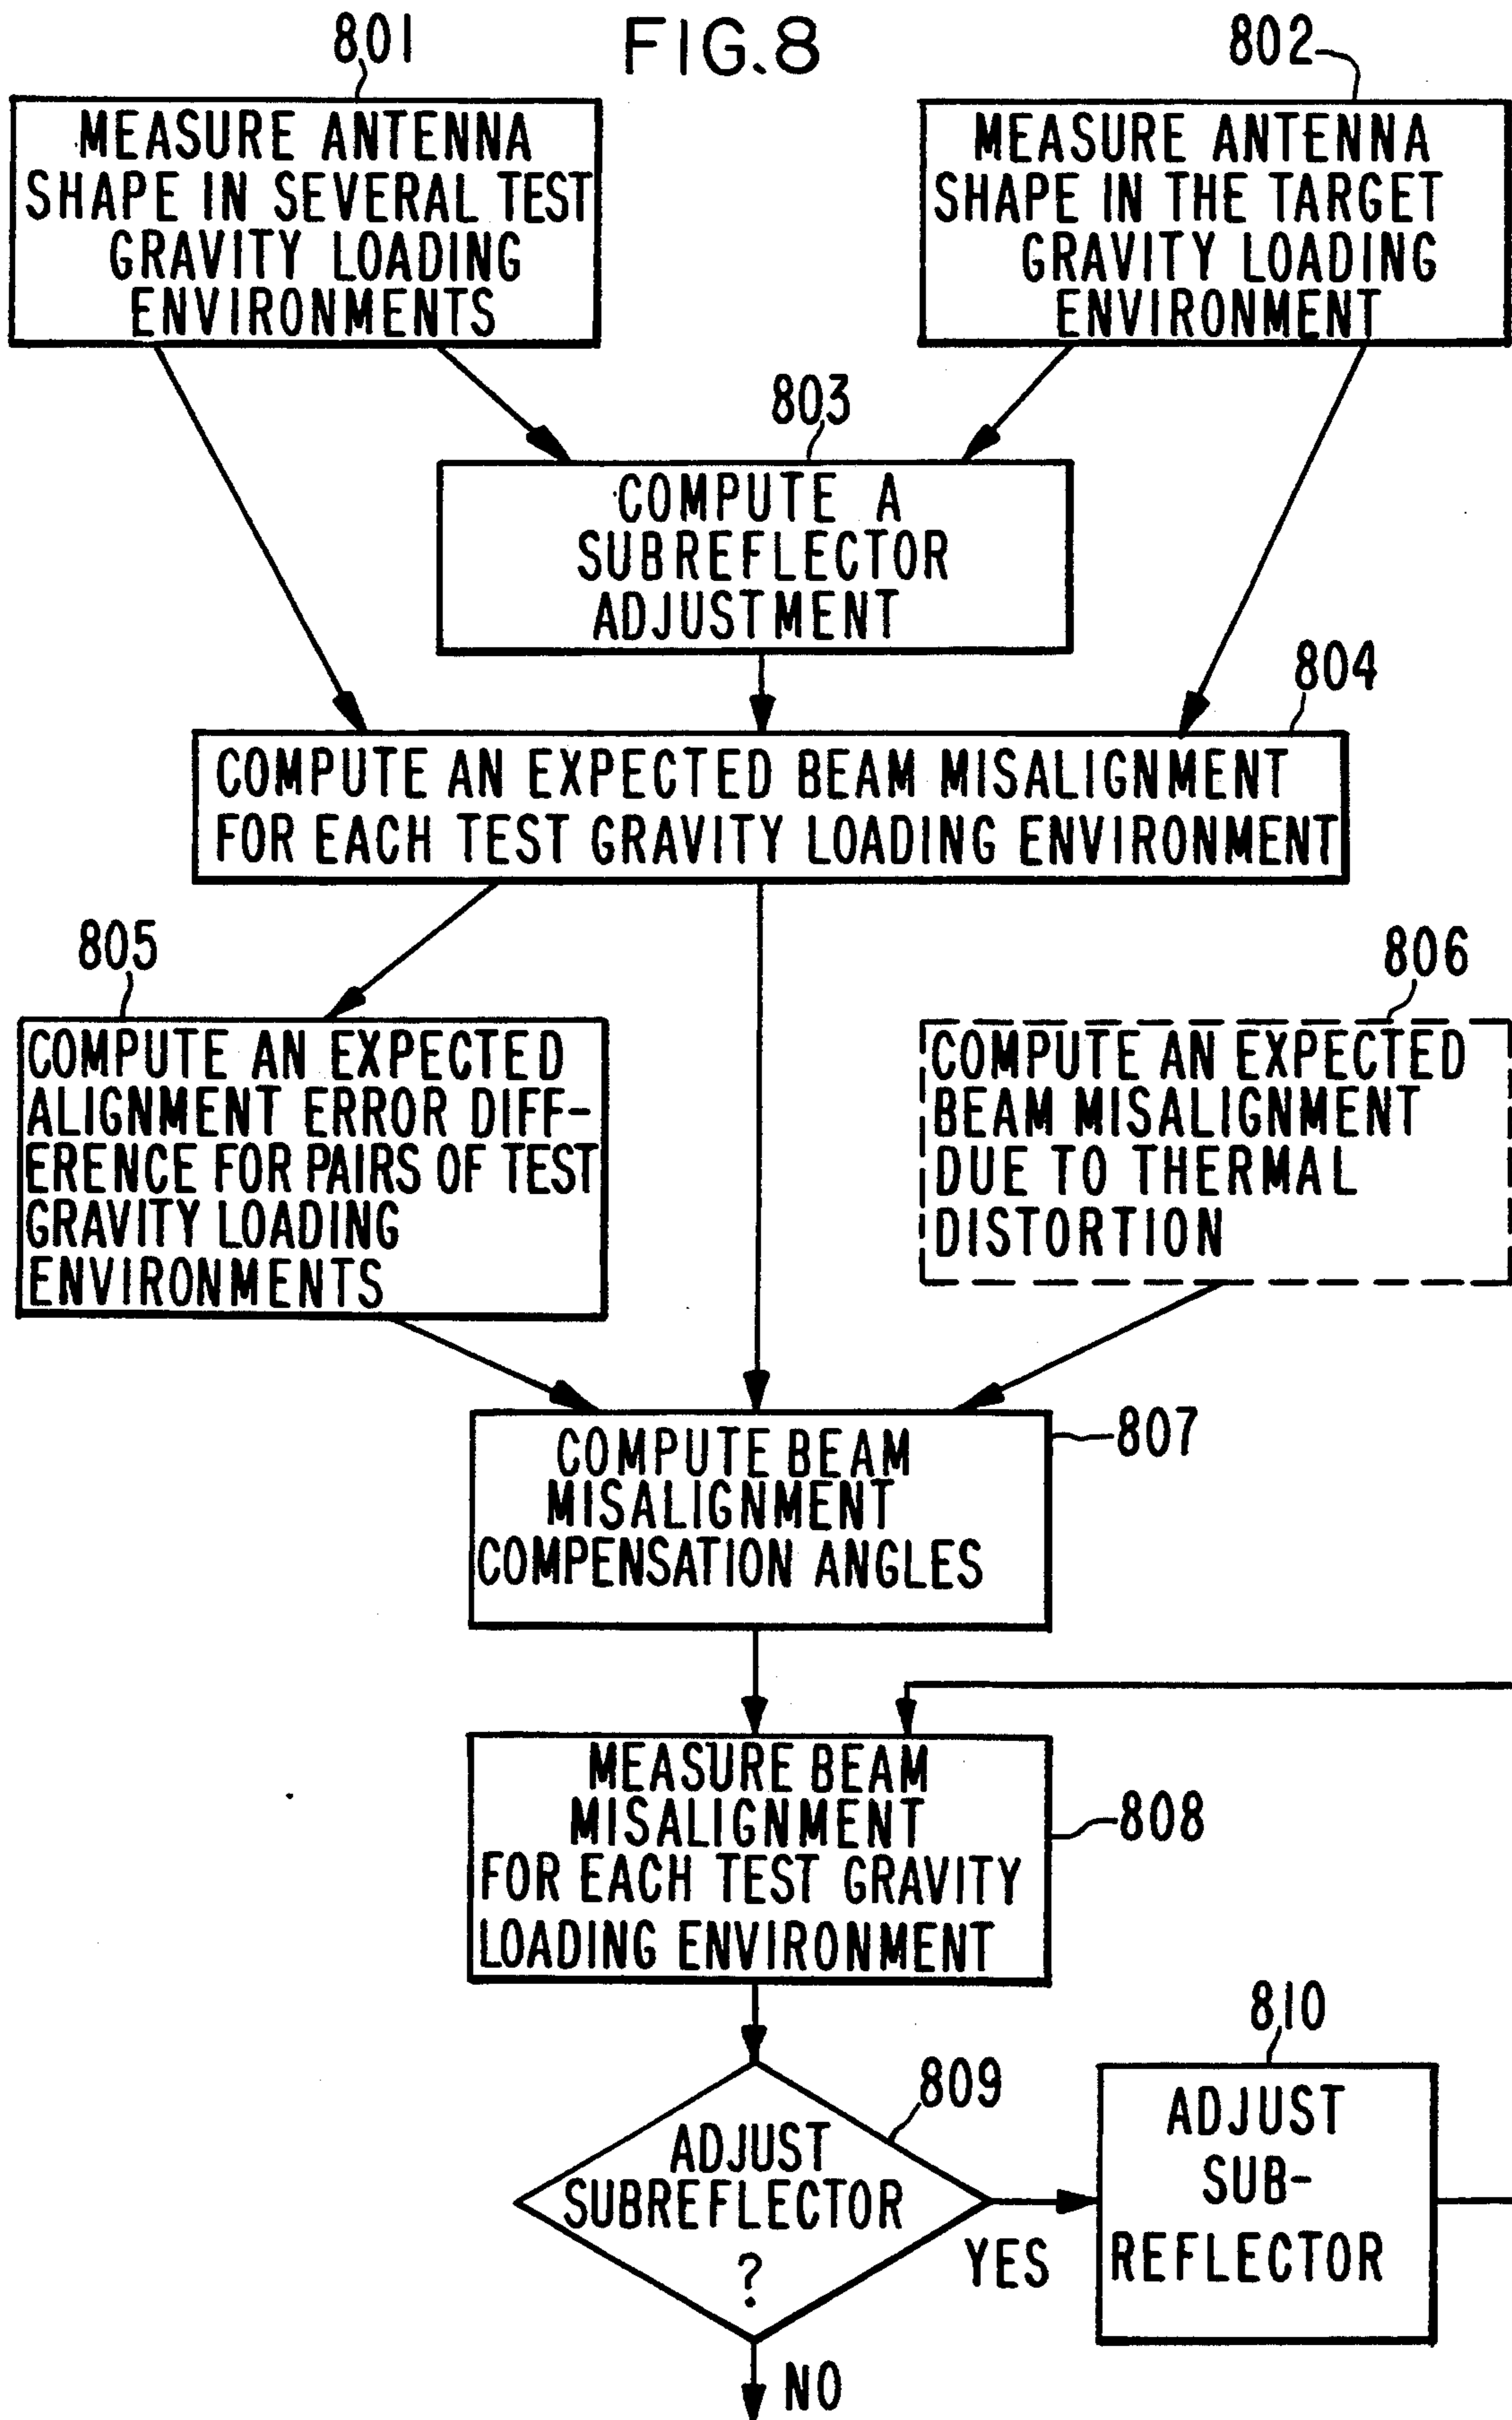 801
FIG.8
802
MEASURE ANTENNA
SHAPE IN SEVERAL TEST
GRAVITY LOADING
ENVIRONMENTS
MEASURE ANTENNA
SHAPE IN THE TARGET
GRAVITY LOADING
ENVIRONMENT
803
COMPUTE A
SUBREFLECTOR
ADJUSTMENT
804
COMPUTE AN EXPECTED BEAM MISALIGNMENT
FOR EACH TEST GRAVITY LOADING ENVIRONMENT
805
COMPUTE AN EXPECTED
ALIGNMENT ERROR DIFF-
ERENCE FOR PAIRS OF TEST
GRAVITY LOADING
ENVIRONMENTS
806
COMPUTE AN EXPECTED
BEAM MISALIGNMENT
DUE TO THERMAL
DISTORTION
COMPUTE BEAM
MISALIGNMENT
COMPENSATION ANGLES
807
MEASURE BEAM
MISALIGNMENT
FOR EACH TEST GRAVITY
LOADING ENVIRONMENT
808
809
ADJUST
SUBREFLECTOR
?
YES
NO
810
ADJUST
SUB-
REFLECTOR